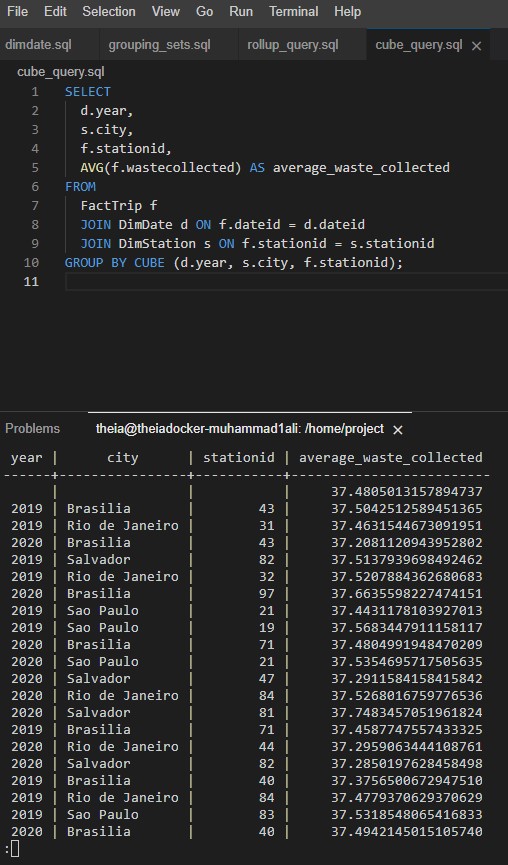 File Edit Selection View Go Run Terminal Help
dimdate.sql grouping_sets.sql rollup_query.sql cube_query.sql ×
cube_query.sql
1 SELECT
2 d.year,
3 s.city,
4 f.stationid,
5 AVG(f.wastecollected) AS average_waste_collected
6 FROM
7 FactTrip f
8 JOIN DimDate d ON f.dateid = d.dateid
9 JOIN DimStation s ON f.stationid = s.stationid
10 GROUP BY CUBE (d.year, s.city, f.stationid);
11
Problems theia@theiadocker-muhammad1ali: /home/project ×
year | city | stationid | average_waste_collected
------+----------------+-----------+-------------------------
| | | 37.4805013157894737
2019 | Brasilia | 43 | 37.5042512589451365
2019 | Rio de Janeiro | 31 | 37.4631544673091951
2020 | Brasilia | 43 | 37.2081120943952802
2019 | Salvador | 82 | 37.5137939698492462
2019 | Rio de Janeiro | 32 | 37.5207884362680683
2020 | Brasilia | 97 | 37.6635598227474151
2019 | Sao Paulo | 21 | 37.4431178103927013
2019 | Sao Paulo | 19 | 37.5683447911158117
2020 | Brasilia | 71 | 37.4804991948470209
2020 | Sao Paulo | 21 | 37.5354695717505635
2020 | Salvador | 47 | 37.2911584158415842
2020 | Rio de Janeiro | 84 | 37.5268016759776536
2020 | Salvador | 81 | 37.7483457051961824
2019 | Brasilia | 71 | 37.4587747557433325
2020 | Rio de Janeiro | 44 | 37.2959063444108761
2020 | Salvador | 82 | 37.2850197628458498
2019 | Brasilia | 40 | 37.3756500672947510
2019 | Rio de Janeiro | 84 | 37.4779370629370629
2019 | Sao Paulo | 83 | 37.5318548065416833
2020 | Brasilia | 40 | 37.4942145015105740
: